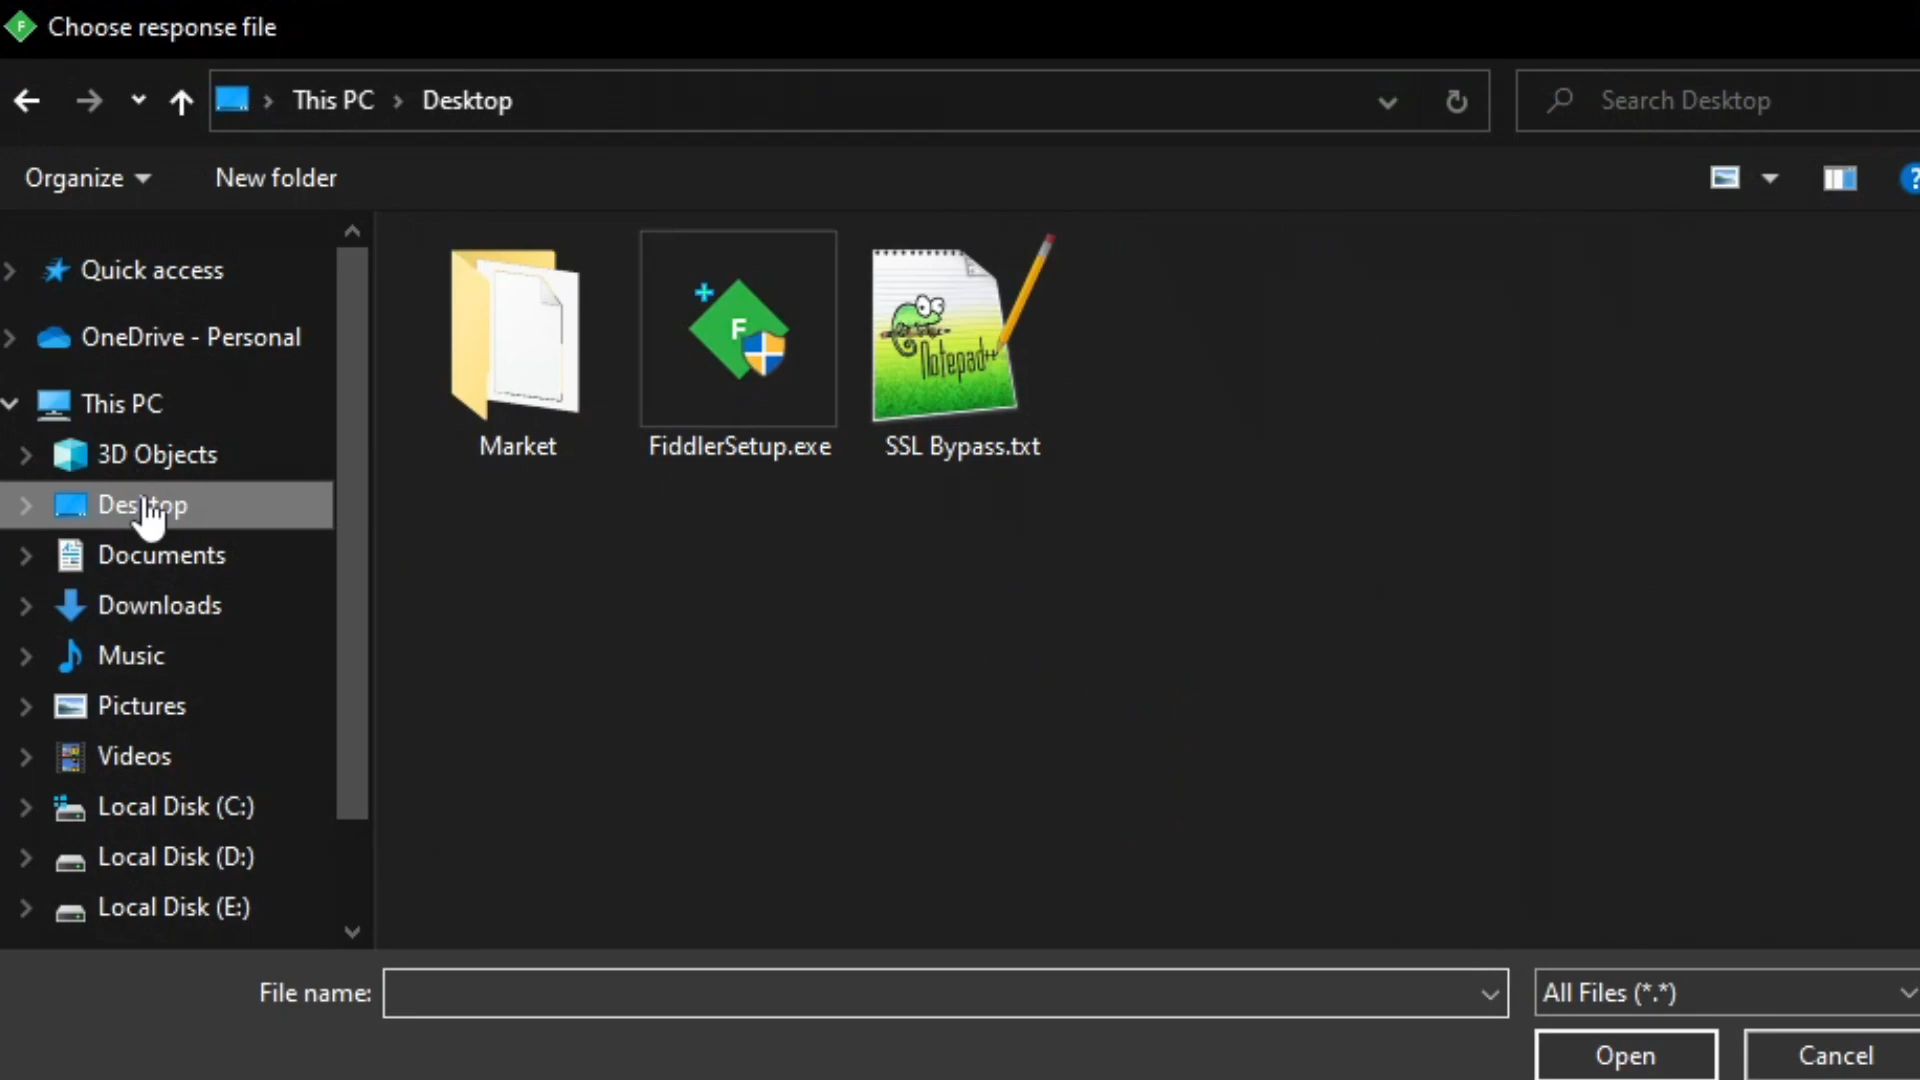 Choose response file
This PC > Desktop
Search Desktop
Organize
New folder
?
Quick access
OneDrive - Personal
This PC
3D Objects
Desktop
Documents
Downloads
Music
Pictures
Videos
Local Disk (C:)
Local Disk (D:)
Local Disk (E:)
F
Notepad++
Market
FiddlerSetup.exe
SSL Bypass.txt
File name:
All Files (*.*)
Open
Cancel